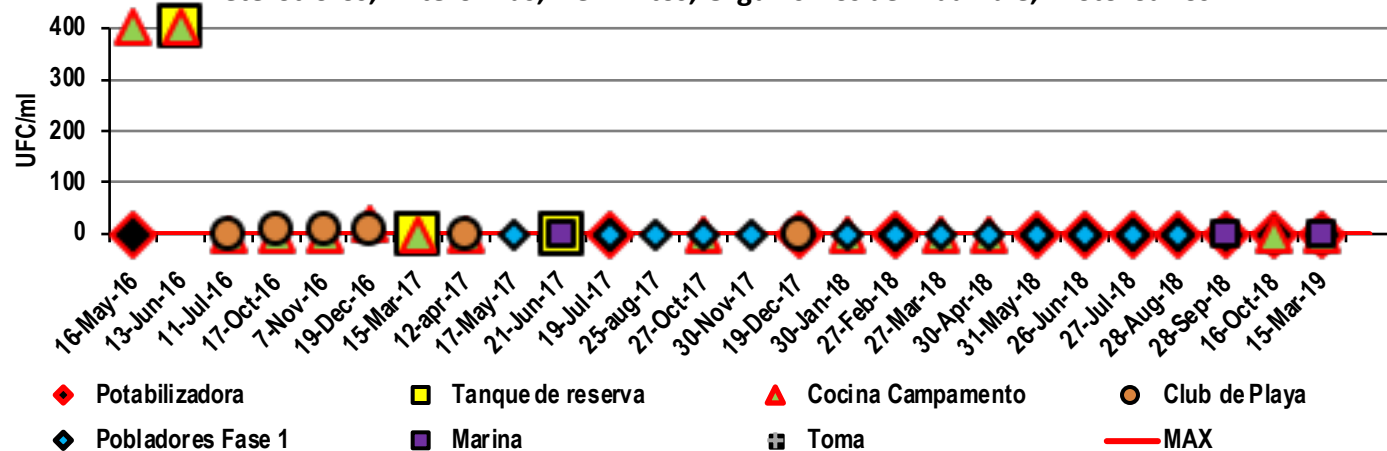 400
300
200
100
0
UFC/ml
16-May-16
13-Jun-16
11-Jul-16
17-Oct-16
7-Nov-16
19-Dec-16
15-Mar-17
12-apr-17
17-May-17
21-Jun-17
19-Jul-17
25-aug-17
27-Oct-17
30-Nov-17
19-Dec-17
30-Jan-18
27-Feb-18
27-Mar-18
30-Apr-18
31-May-18
26-Jun-18
27-Jul-18
28-Aug-18
28-Sep-18
16-Oct-18
15-Mar-19
Potabilizadora
Tanque de reserva
Cocina Campamento
Club de Playa
Pobladores Fase 1
Marina
Toma
MAX